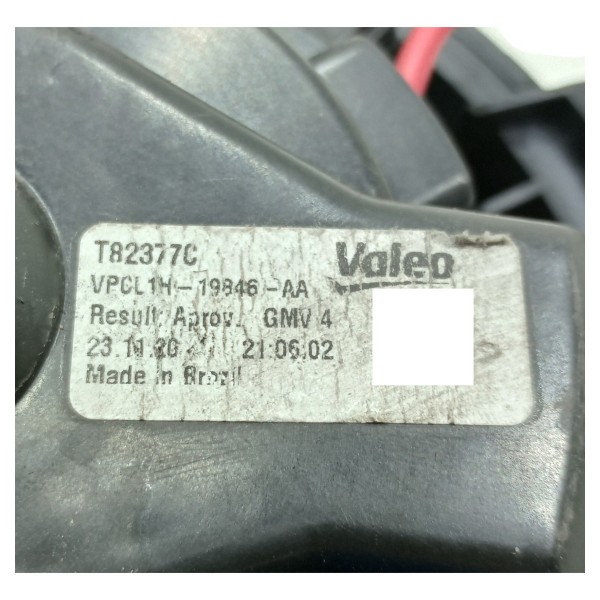 T82377C
Valeo
VPCL1H-19846-AA
Result Aprov. GMV 4
21:06:02
Made in Brazil